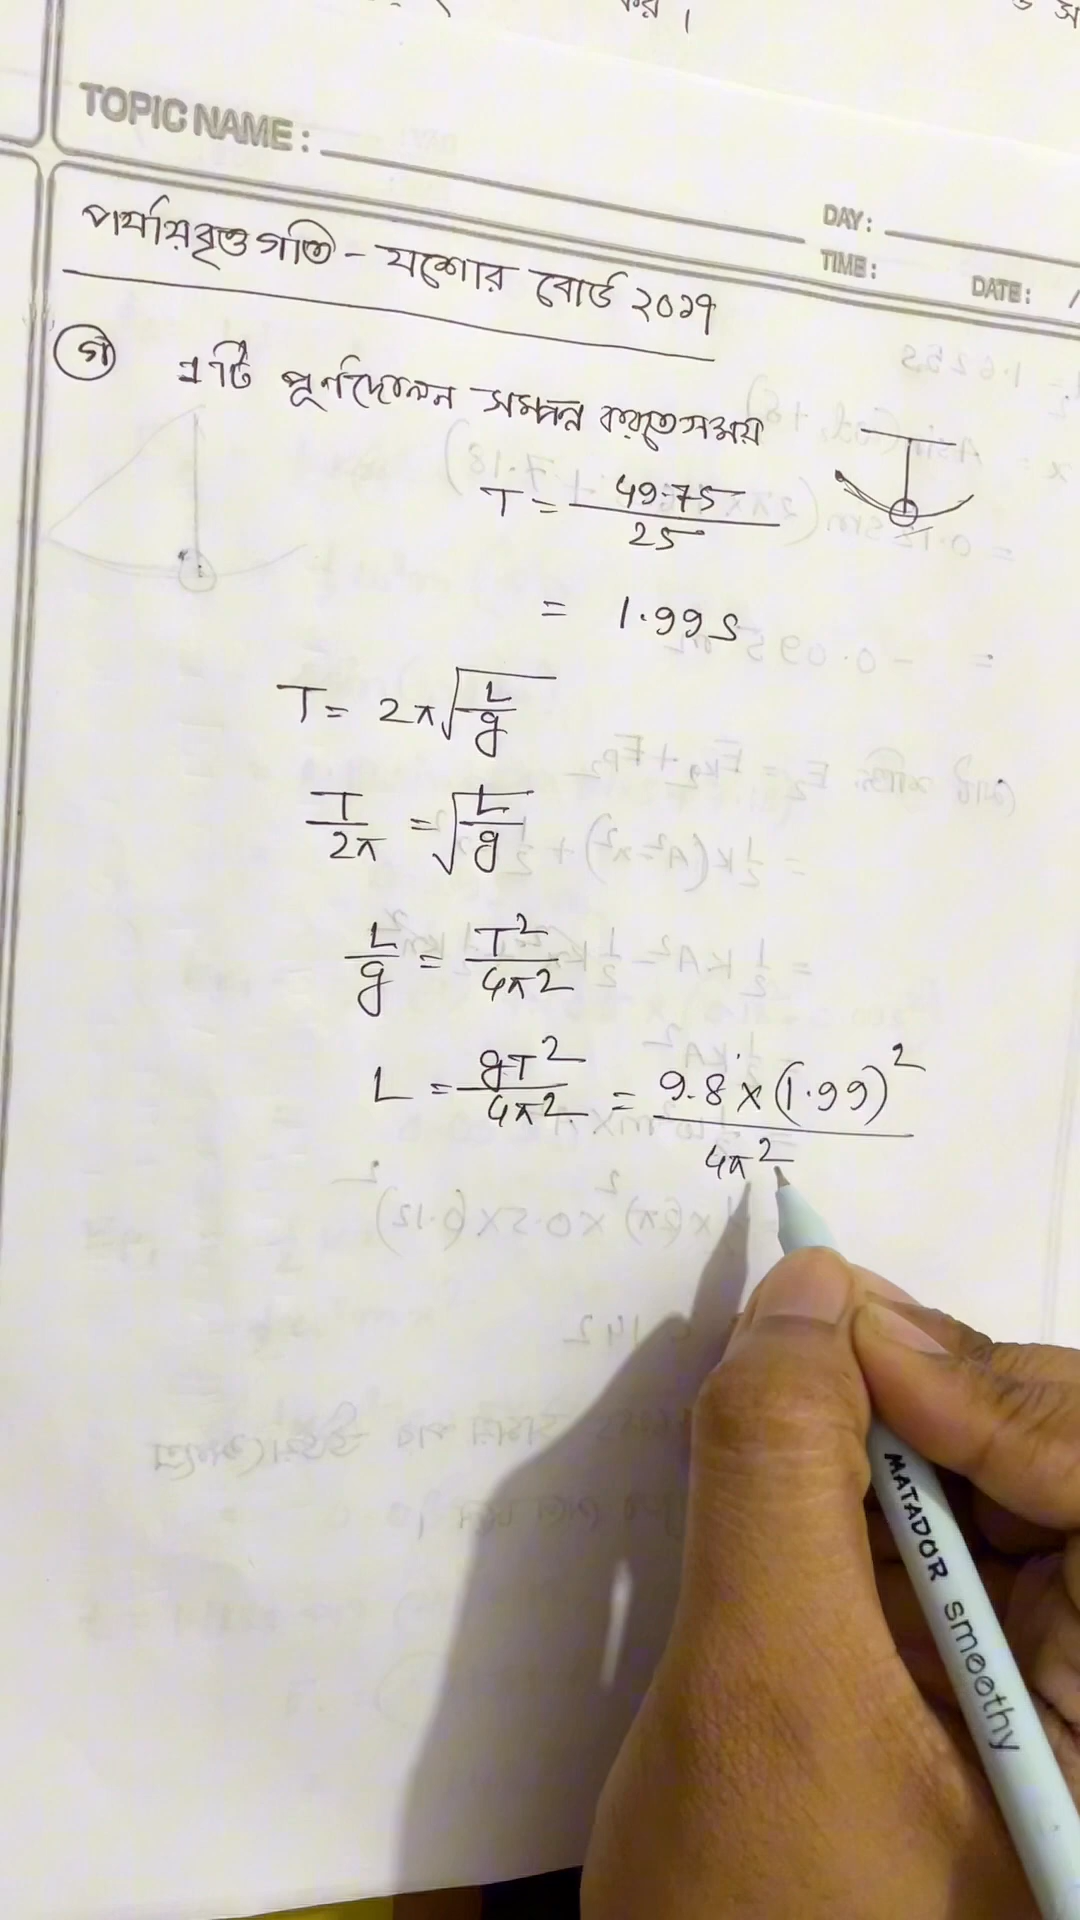 কর ।
TOPIC NAME :
DAY :
TIME :
DATE : /
পর্যায়বৃত্ত গতি - যশোর বোর্ড ২০১৭
গ ১টি পূর্ণদোলন সম্পন্ন করতে সময়
T = 49.75 / 25
= 1.99 s
T = 2π√(L/g)
T/2π = √(L/g)
L/g = T²/4π²
L = gT²/4π² = 9.8 × (1.99)² / 4π²
MATADOR smoothy